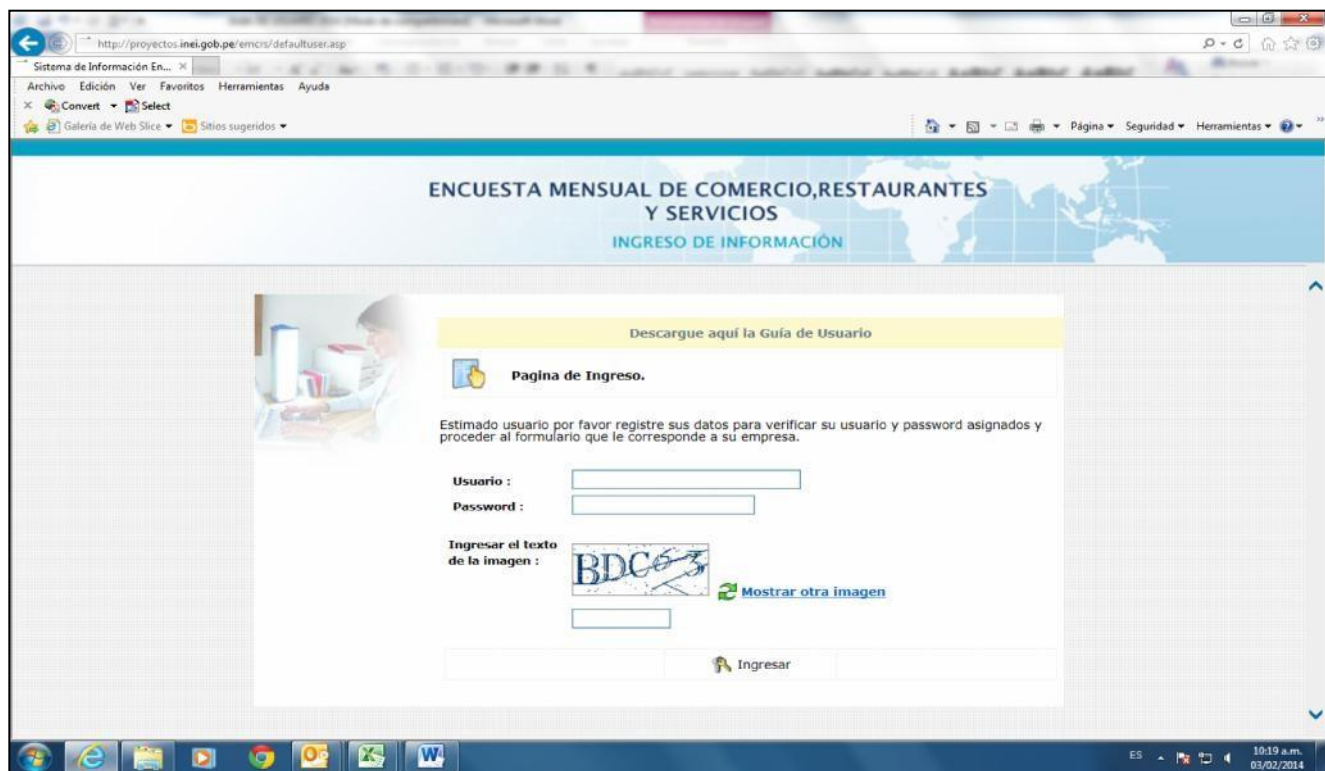 http://proyectos.inei.gob.pe/emcrs/defaultuser.asp
Sistema de Información En...
Archivo Edición Ver Favoritos Herramientas Ayuda
Convert Select
Galería de Web Slice Sitios sugeridos Página Seguridad Herramientas
ENCUESTA MENSUAL DE COMERCIO,RESTAURANTES
Y SERVICIOS
INGRESO DE INFORMACIÓN
Descargue aquí la Guía de Usuario
Pagina de Ingreso.
Estimado usuario por favor registre sus datos para verificar su usuario y password asignados y
proceder al formulario que le corresponde a su empresa.
Usuario :
Password :
Ingresar el texto
de la imagen :
BDC63
Mostrar otra imagen
Ingresar
ES
10:19 a.m.
03/02/2014